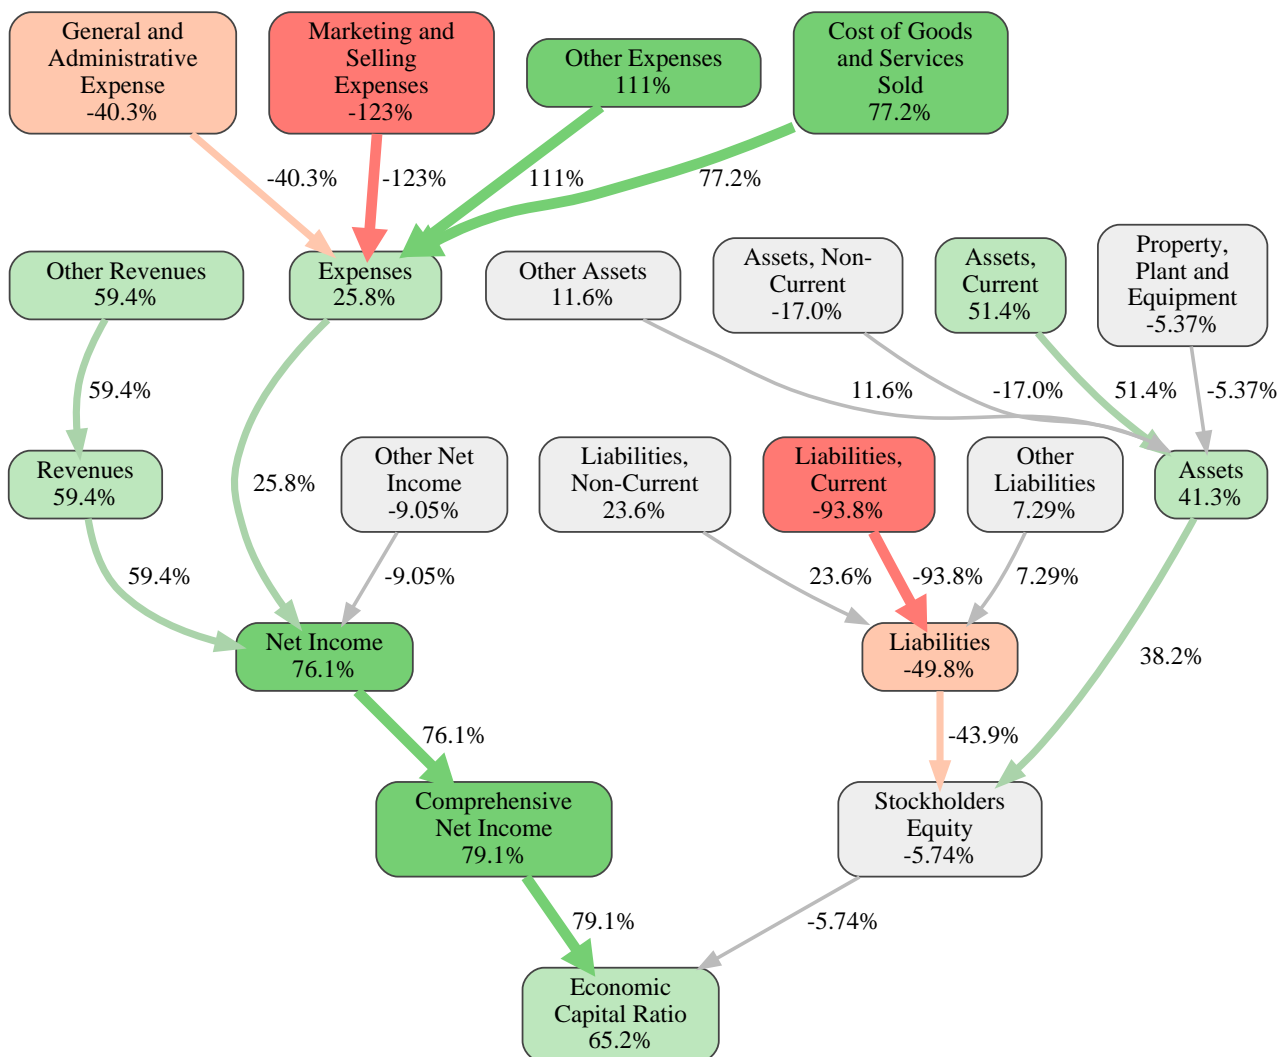 General and
Administrative
Expense
-40.3%
Marketing and
Selling
Expenses
-123%
Other Expenses
111%
Cost of Goods
and Services
Sold
77.2%
-40.3%
-123%
111%
77.2%
Other Revenues
59.4%
Expenses
25.8%
Other Assets
11.6%
Assets, Non-
Current
-17.0%
Assets,
Current
51.4%
Property,
Plant and
Equipment
-5.37%
59.4%
11.6%
-17.0%
51.4%
-5.37%
Revenues
59.4%
25.8%
Other Net
Income
-9.05%
Liabilities,
Non-Current
23.6%
Liabilities,
Current
-93.8%
Other
Liabilities
7.29%
Assets
41.3%
59.4%
-9.05%
23.6%
-93.8%
7.29%
Net Income
76.1%
Liabilities
-49.8%
38.2%
76.1%
-43.9%
Comprehensive
Net Income
79.1%
Stockholders
Equity
-5.74%
79.1%
-5.74%
Economic
Capital Ratio
65.2%